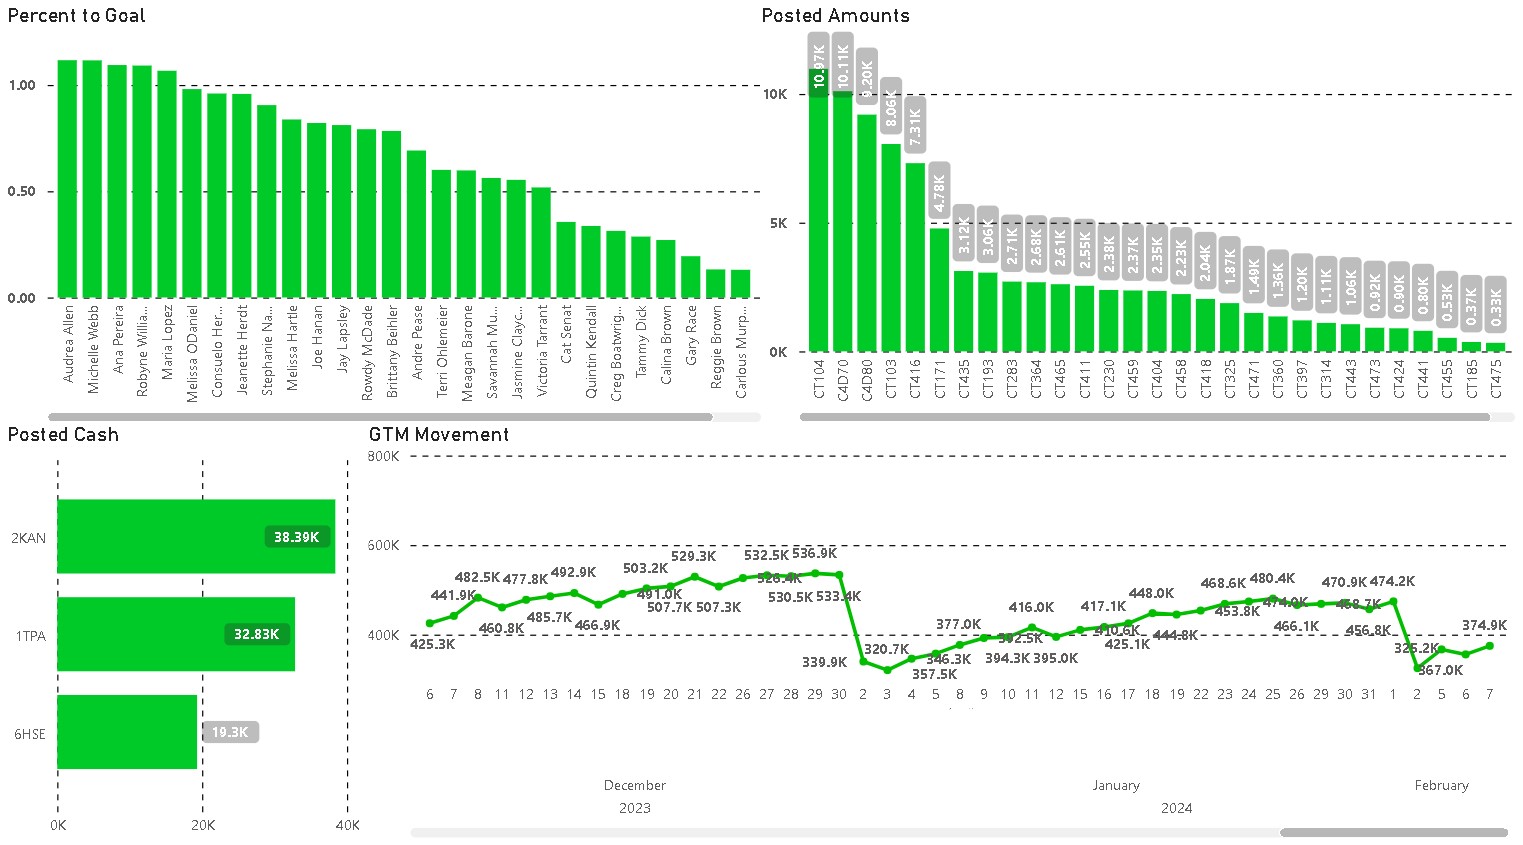 Percent to Goal
1.00
0.50
0.00
Audrea Allen
Michelle Webb
Ana Pereira
Robyne Willia...
Maria Lopez
Melissa ODaniel
Consuelo Her...
Jeanette Herdt
Stephanie Na...
Melissa Hartle
Joe Hanan
Jay Lapsley
Rowdy McDade
Brittany Beihler
Andre Pease
Terri Ohlemeier
Meagan Barone
Savannah Mu...
Jasmine Clayc...
Victoria Tarrant
Cat Senat
Quintin Kendall
Creg Boatwrig...
Tammy Dick
Calina Brown
Gary Race
Reggie Brown
Carlous Murp...
Posted Amounts
10K
5K
0K
10.97K
10.11K
9.20K
8.06K
7.31K
4.78K
3.12K
3.06K
2.71K
2.68K
2.61K
2.55K
2.38K
2.37K
2.35K
2.23K
2.04K
1.87K
1.49K
1.36K
1.20K
1.11K
1.06K
0.92K
0.90K
0.80K
0.53K
0.37K
0.33K
CT104
C4D70
C4D80
CT103
CT416
CT171
CT435
CT193
CT283
CT364
CT465
CT411
CT230
CT459
CT404
CT458
CT418
CT325
CT471
CT360
CT397
CT314
CT443
CT473
CT424
CT441
CT455
CT185
CT475
Posted Cash
2KAN
38.39K
1TPA
32.83K
6HSE
19.3K
0K 20K 40K
GTM Movement
800K
600K
400K
425.3K
441.9K
482.5K
460.8K
477.8K
485.7K
492.9K
466.9K
491.0K
503.2K
507.7K
529.3K
507.3K
526.4K
532.5K
530.5K
536.9K
533.4K
339.9K
320.7K
357.5K
346.3K
377.0K
394.3K
392.5K
416.0K
395.0K
410.6K
417.1K
425.1K
448.0K
444.8K
453.8K
468.6K
474.0K
480.4K
466.1K
468.7K
470.9K
456.8K
474.2K
325.2K
367.0K
374.9K
6 7 8 11 12 13 14 15 18 19 20 21 22 26 27 28 29 30 2 3 4 5 8 9 10 11 12 15 16 17 18 19 22 23 24 25 26 29 30 31 1 2 5 6 7
December January February
2023 2024